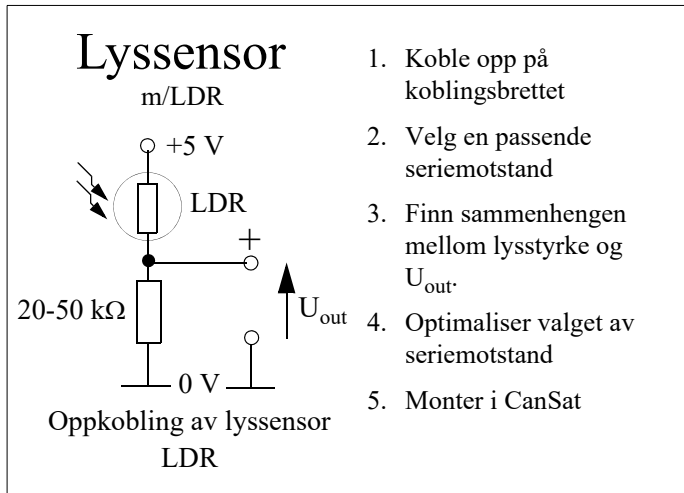 Lyssensor
m/LDR
+5 V
LDR
+
20-50 kΩ
U_out
0 V
Oppkobling av lyssensor
LDR
1. Koble opp på
koblingsbrettet
2. Velg en passende
seriemotstand
3. Finn sammenhengen
mellom lysstyrke og
U_out.
4. Optimaliser valget av
seriemotstand
5. Monter i CanSat